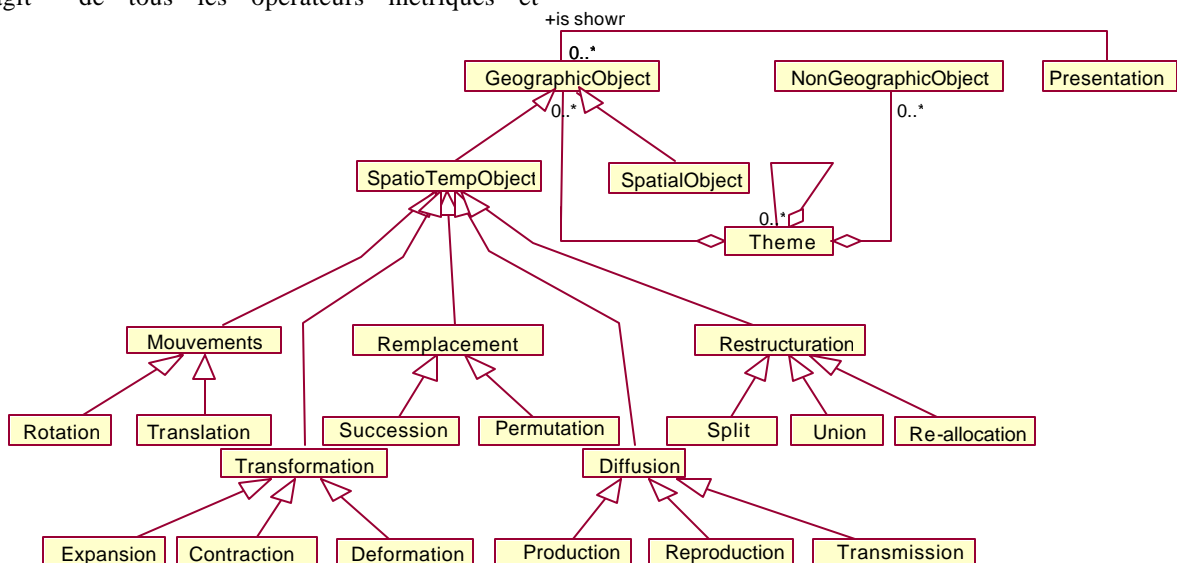 de tous les opérateurs métriques et
+is show
0..*
GeographicObject
NonGeographicObject
Presentation
0..*
0..*
SpatioTempObject
SpatialObject
0..*
Theme
Mouvements
Remplacement
Restructuration
Rotation
Translation
Succession
Permutation
Split
Union
Re-allocation
Transformation
Diffusion
Expansion
Contraction
Deformation
Production
Reproduction
Transmission